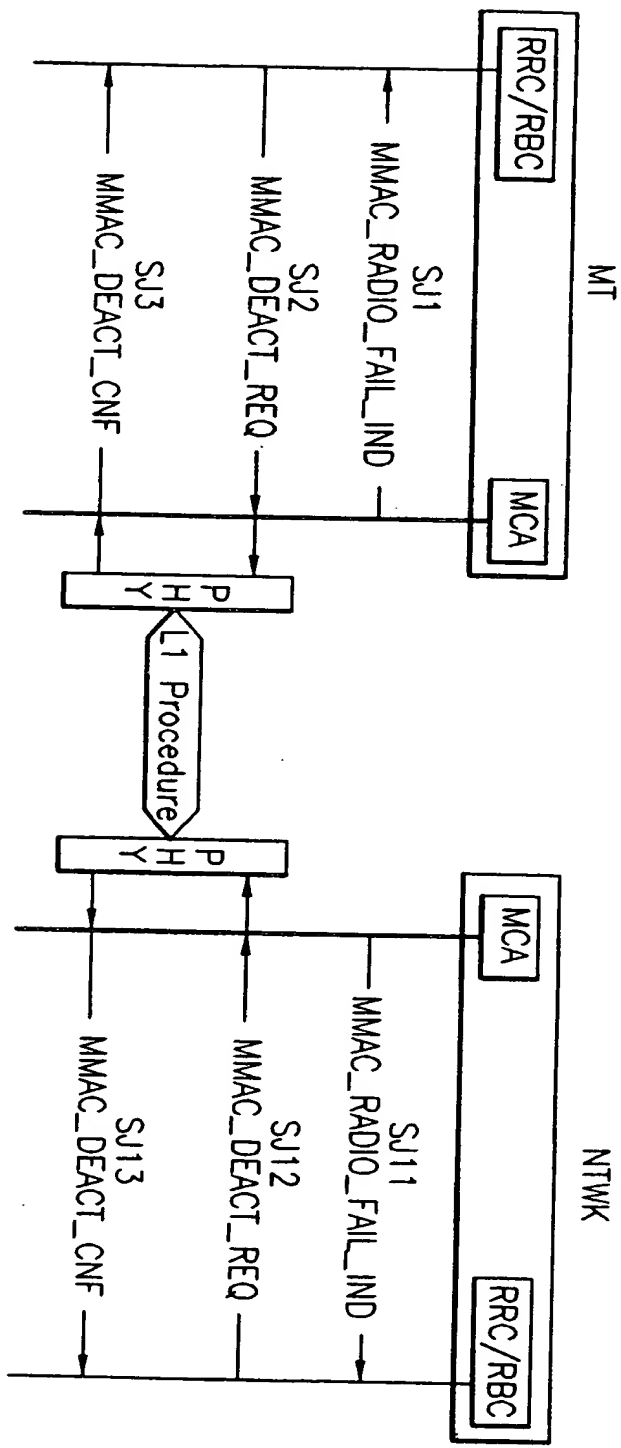 MT
NTWK
RRC/RBC
MCA
MCA
RRC/RBC
SJ1
MMAC_RADIO_FAIL_IND
SJ11
MMAC_RADIO_FAIL_IND
SJ2
MMAC_DEACT_REQ
SJ12
MMAC_DEACT_REQ
PHY
L1 Procedure
PHY
SJ3
MMAC_DEACT_CNF
SJ13
MMAC_DEACT_CNF